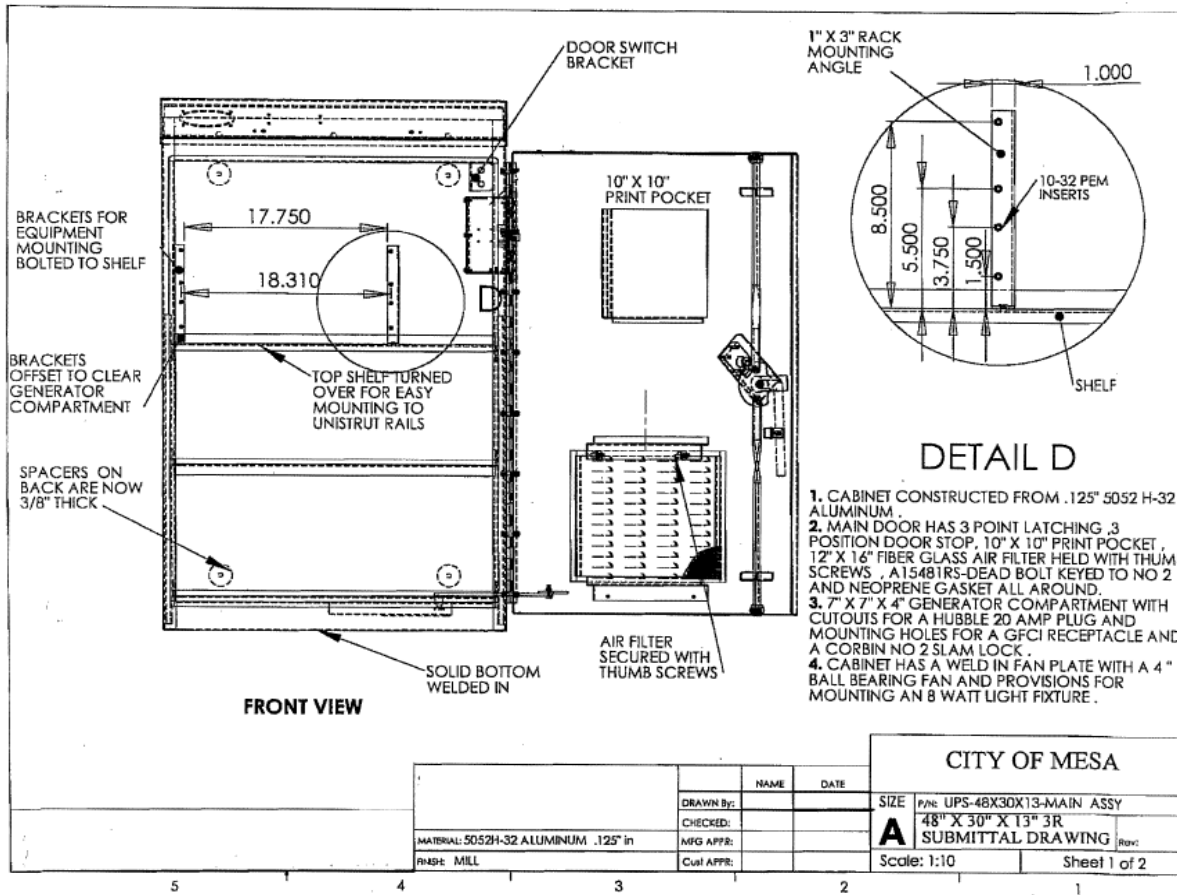 DOOR SWITCH
BRACKET
1" X 3" RACK
MOUNTING
ANGLE
1.000
10" X 10"
PRINT POCKET
10-32 PEM
INSERTS
8.500
5.500
3.750
1.500
BRACKETS FOR
EQUIPMENT
MOUNTING
BOLTED TO SHELF
17.750
18.310
BRACKETS
OFFSET TO CLEAR
GENERATOR
COMPARTMENT
TOP SHELF TURNED
OVER FOR EASY
MOUNTING TO
UNISTRUT RAILS
SHELF
SPACERS ON
BACK ARE NOW
3/8" THICK
DETAIL D
1. CABINET CONSTRUCTED FROM .125" 5052 H-32
ALUMINUM .
2. MAIN DOOR HAS 3 POINT LATCHING ,3
POSITION DOOR STOP, 10" X 10" PRINT POCKET ,
12" X 16" FIBER GLASS AIR FILTER HELD WITH THUM
SCREWS , A15481RS-DEAD BOLT KEYED TO NO 2
AND NEOPRENE GASKET ALL AROUND.
3. 7" X 7" X 4" GENERATOR COMPARTMENT WITH
CUTOUTS FOR A HUBBLE 20 AMP PLUG AND
MOUNTING HOLES FOR A GFCI RECEPTACLE AND
A CORBIN NO 2 SLAM LOCK .
4. CABINET HAS A WELD IN FAN PLATE WITH A 4 "
BALL BEARING FAN AND PROVISIONS FOR
MOUNTING AN 8 WATT LIGHT FIXTURE .
AIR FILTER
SECURED WITH
THUMB SCREWS
SOLID BOTTOM
WELDED IN
FRONT VIEW
NAME DATE
DRAWN By:
CHECKED:
MFG APPR:
Cust APPR:
MATERIAL: 5052H-32 ALUMINUM .125" in
FINISH: MILL
CITY OF MESA
SIZE P/N: UPS-48X30X13-MAIN ASSY
A 48" X 30" X 13" 3R
SUBMITTAL DRAWING Rev:
Scale: 1:10 Sheet 1 of 2
5 4 3 2 1